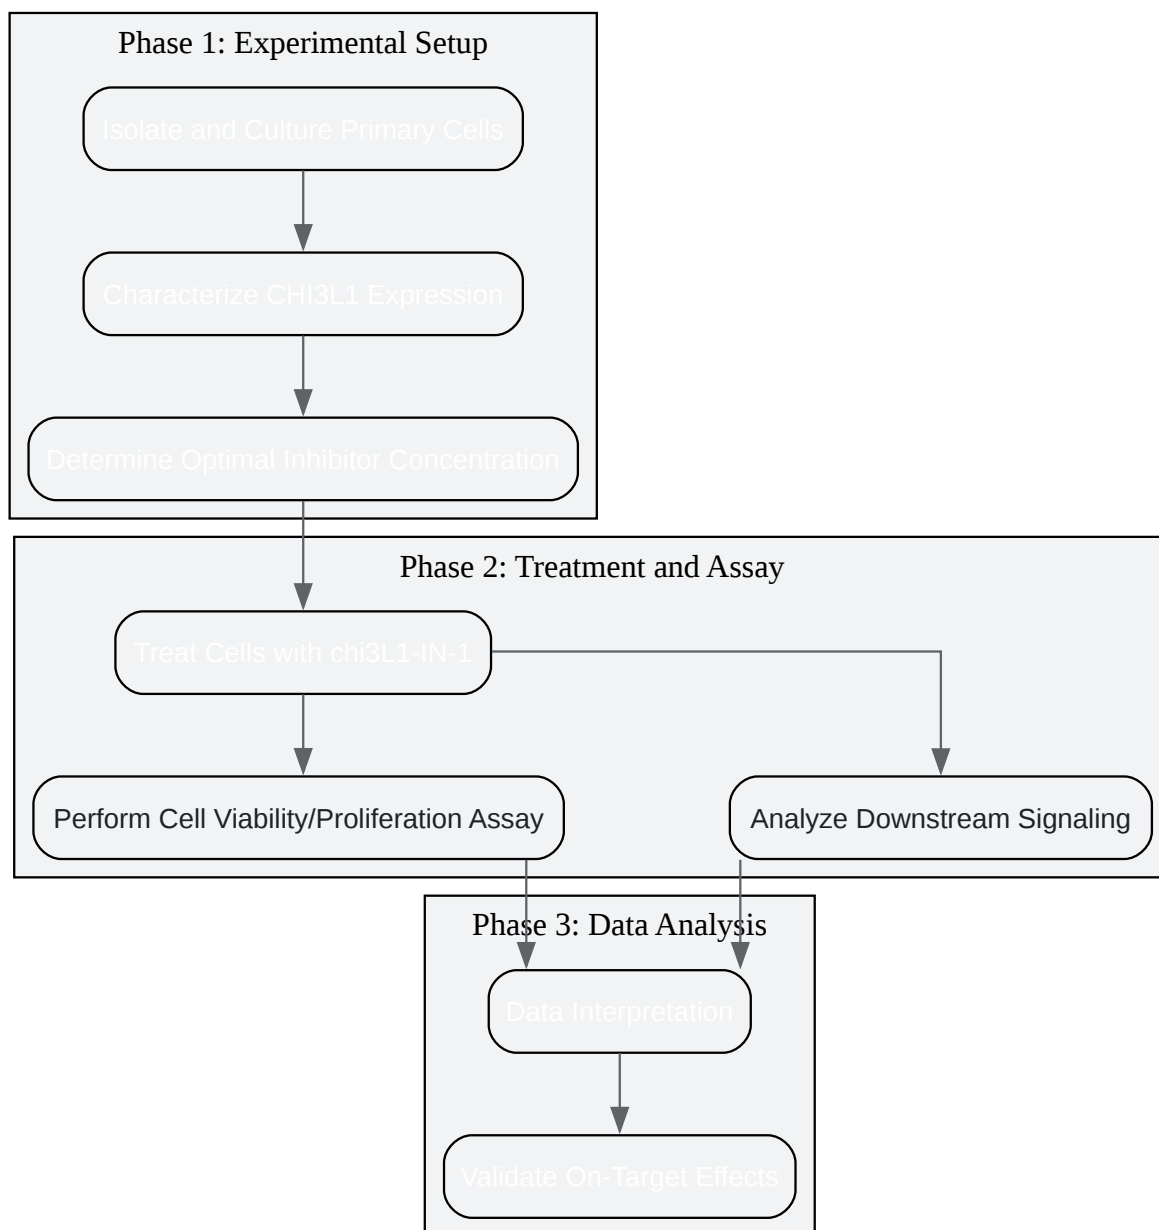 Phase 1: Experimental Setup
Isolate and Culture Primary Cells
Characterize CHI3L1 Expression
Determine Optimal Inhibitor Concentration
Phase 2: Treatment and Assay
Treat Cells with chi3L1-IN-1
Perform Cell Viability/Proliferation Assay
Analyze Downstream Signaling
Phase 3: Data Analysis
Data Interpretation
Validate On-Target Effects